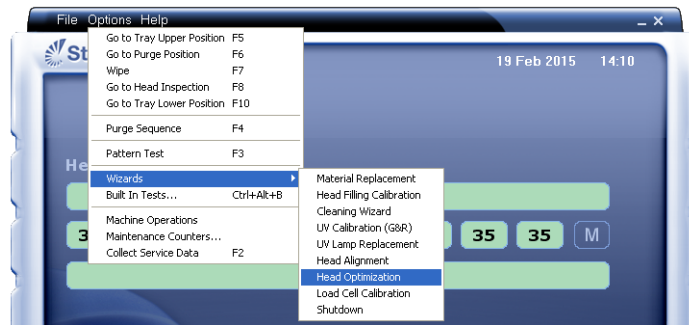 File Options Help
St
19 Feb 2015 14:10
Go to Tray Upper Position F5
Go to Purge Position F6
Wipe F7
Go to Head Inspection F8
Go to Tray Lower Position F10
Purge Sequence F4
Pattern Test F3
He
Wizards
Built In Tests... Ctrl+Alt+B
Machine Operations
Maintenance Counters...
Collect Service Data F2
Material Replacement
Head Filling Calibration
Cleaning Wizard
UV Calibration (G&R)
UV Lamp Replacement
Head Alignment
Head Optimization
Load Cell Calibration
Shutdown
3 35 35 M